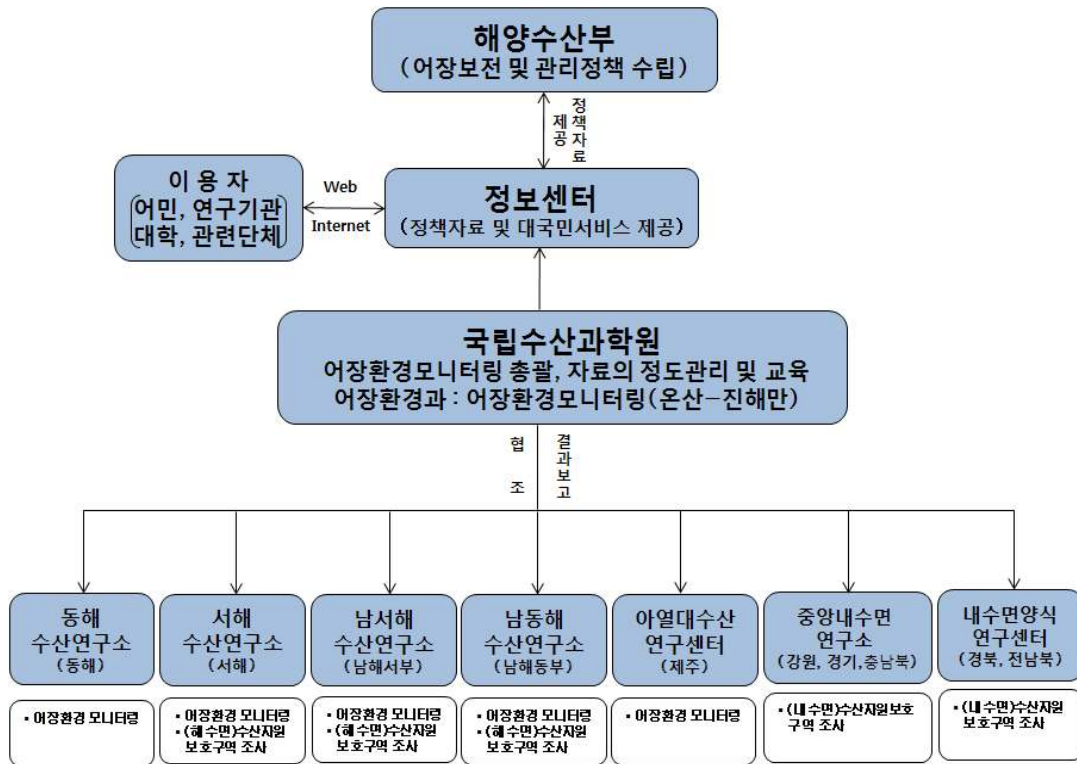 해양수산부
(어장보전 및 관리정책 수립)
제공
정책자료
이 용 자
어민, 연구기관
대학, 관련단체
Web
Internet
정보센터
(정책자료 및 대국민서비스 제공)
국립수산과학원
어장환경모니터링 총괄, 자료의 정도관리 및 교육
어장환경과 : 어장환경모니터링(온산-진해만)
협 조
결과보고
동해
수산연구소
(동해)
서해
수산연구소
(서해)
남서해
수산연구소
(남해서부)
남동해
수산연구소
(남해동부)
아열대수산
연구센터
(제주)
중앙내수면
연구소
(강원, 경기,충남북)
내수면양식
연구센터
(경북, 전남북)
▪ 어장환경 모니터링
▪ 어장환경 모니터링
▪ (해수면)수산자원
보호구역 조사
▪ 어장환경 모니터링
▪ (해수면)수산자원
보호구역 조사
▪ 어장환경 모니터링
▪ (해수면)수산자원
보호구역 조사
▪ 어장환경 모니터링
▪ (내수면)수산자원보호
구역 조사
▪ (내수면)수산자원
보호구역 조사